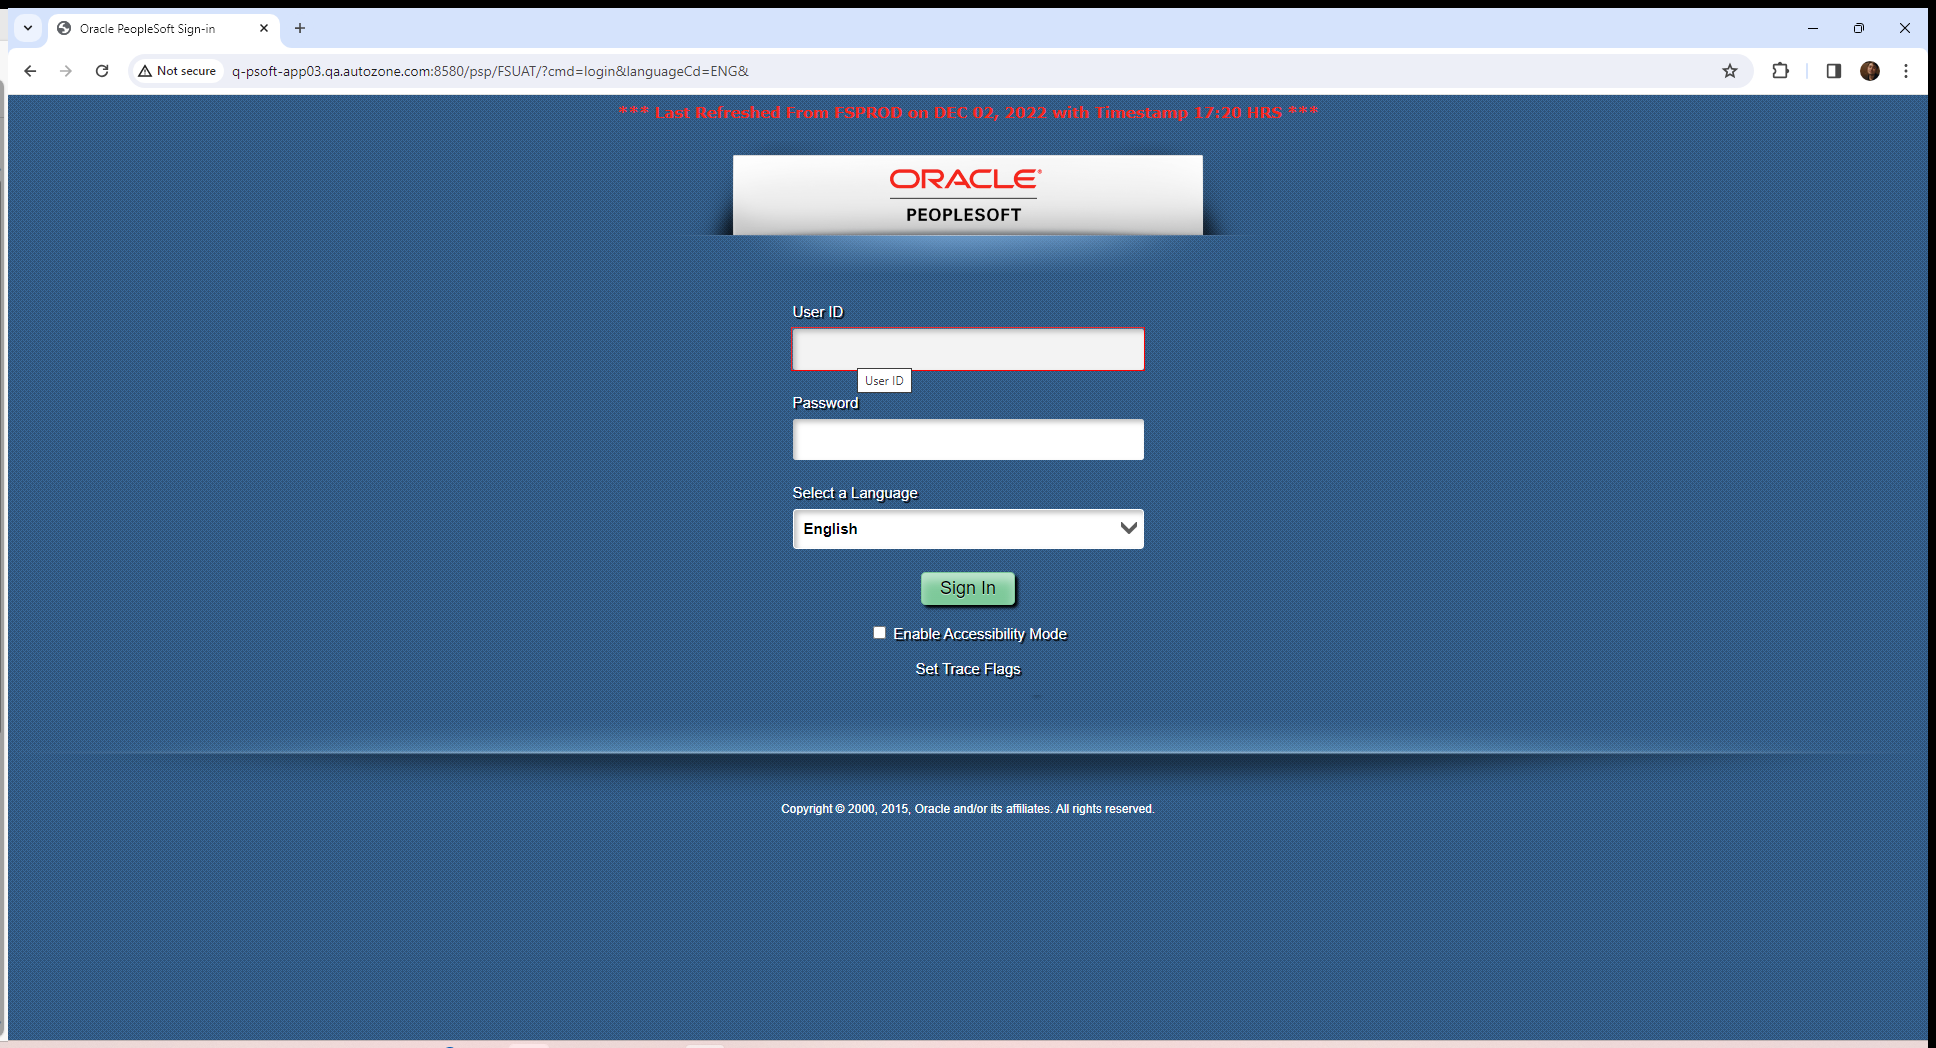 Oracle PeopleSoft Sign-in
Not secure
q-psoft-app03.qa.autozone.com:8580/psp/FSUAT/?cmd=login&languageCd=ENG&
*** Last Refreshed From FSPROD on DEC 02, 2022 with Timestamp 17:20 HRS ***
ORACLE®
PEOPLESOFT
User ID
User ID
Password
Select a Language
English
Sign In
Enable Accessibility Mode
Set Trace Flags
Copyright © 2000, 2015, Oracle and/or its affiliates. All rights reserved.